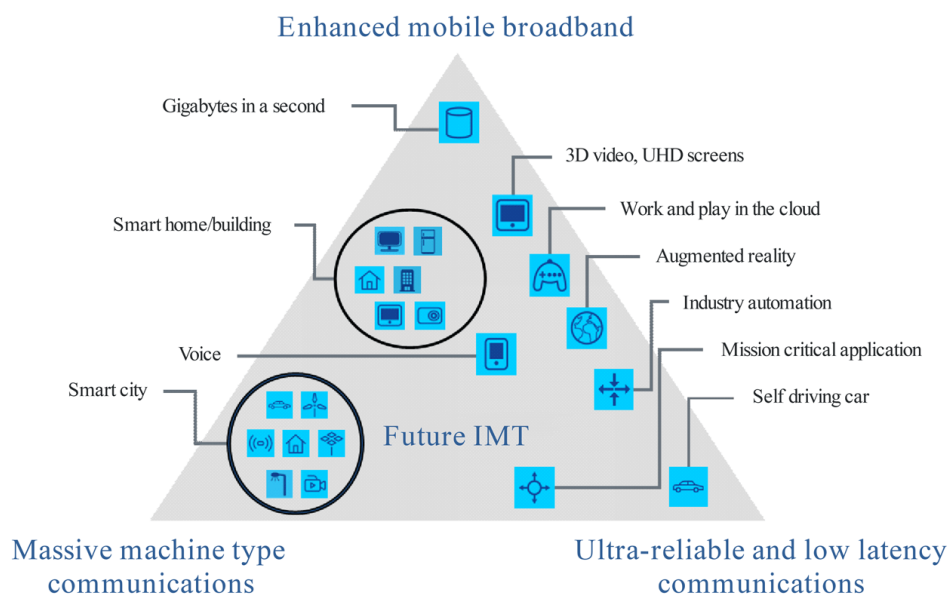 Enhanced mobile broadband
Gigabytes in a second
3D video, UHD screens
Work and play in the cloud
Smart home/building
Augmented reality
Industry automation
Voice
Mission critical application
Smart city
Self driving car
Future IMT
Massive machine type
communications
Ultra-reliable and low latency
communications